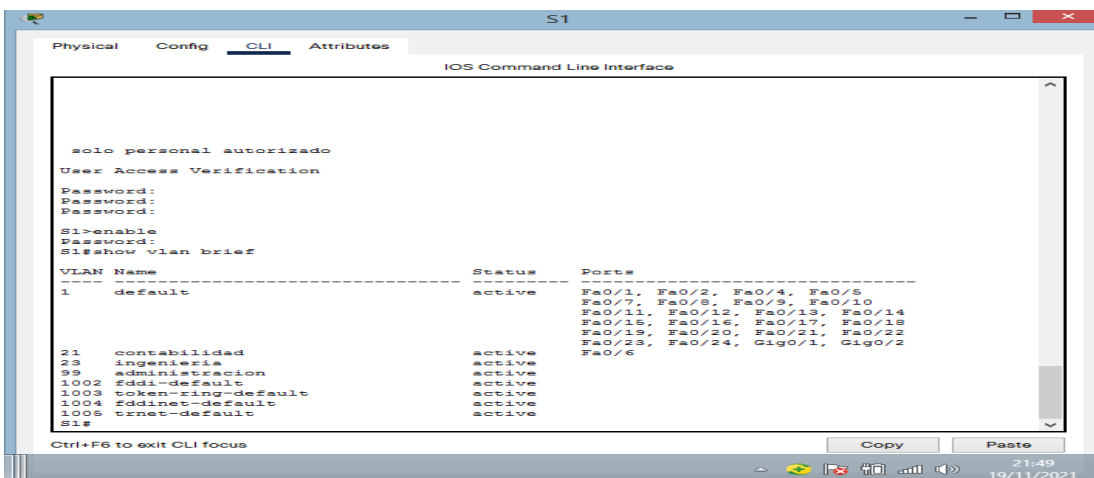 S1
Physical Config CLI Attributes
IOS Command Line Interface
solo personal autorizado
User Access Verification
Password:
Password:
Password:
S1>enable
Password:
S1#show vlan brief
VLAN Name Status Ports
---- -------------------------------- --------- -------------------------------
1 default active Fa0/1, Fa0/2, Fa0/4, Fa0/5
Fa0/7, Fa0/8, Fa0/9, Fa0/10
Fa0/11, Fa0/12, Fa0/13, Fa0/14
Fa0/15, Fa0/16, Fa0/17, Fa0/18
Fa0/19, Fa0/20, Fa0/21, Fa0/22
Fa0/23, Fa0/24, Gig0/1, Gig0/2
21 contabilidad active Fa0/6
23 ingenieria active
99 administracion active
1002 fddi-default active
1003 token-ring-default active
1004 fddinet-default active
1005 trnet-default active
S1#
Ctrl+F6 to exit CLI focus
Copy Paste
21:49
19/11/2021